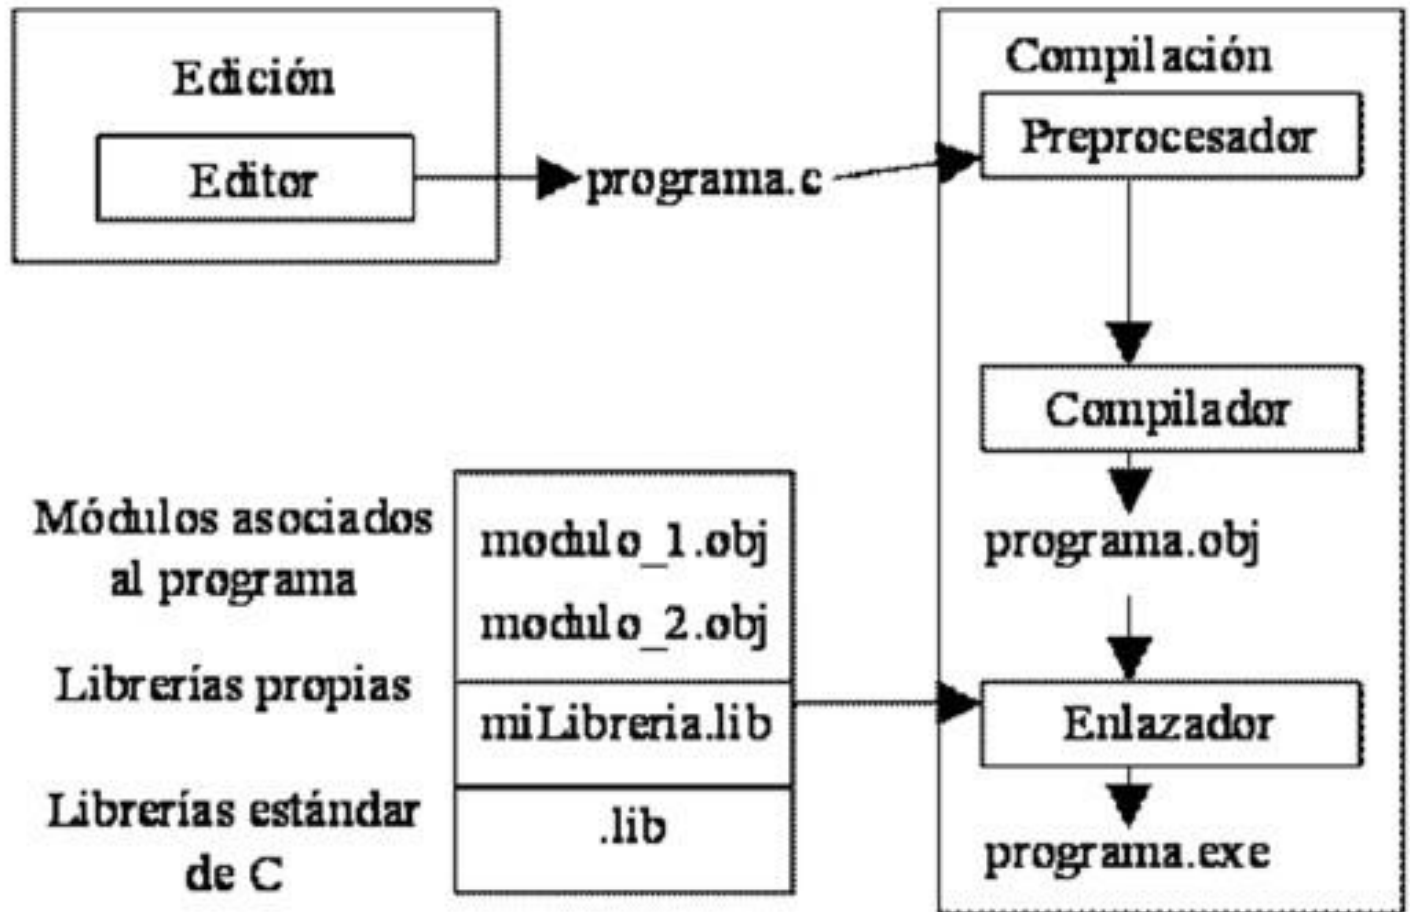 Edición
Editor
programa.c
Compilación
Preprocesador
Compilador
programa.obj
Enlazador
programa.exe
Módulos asociados
al programa
modulo_1.obj
modulo_2.obj
Librerías propias
miLibreria.lib
Librerías estándar
de C
.lib